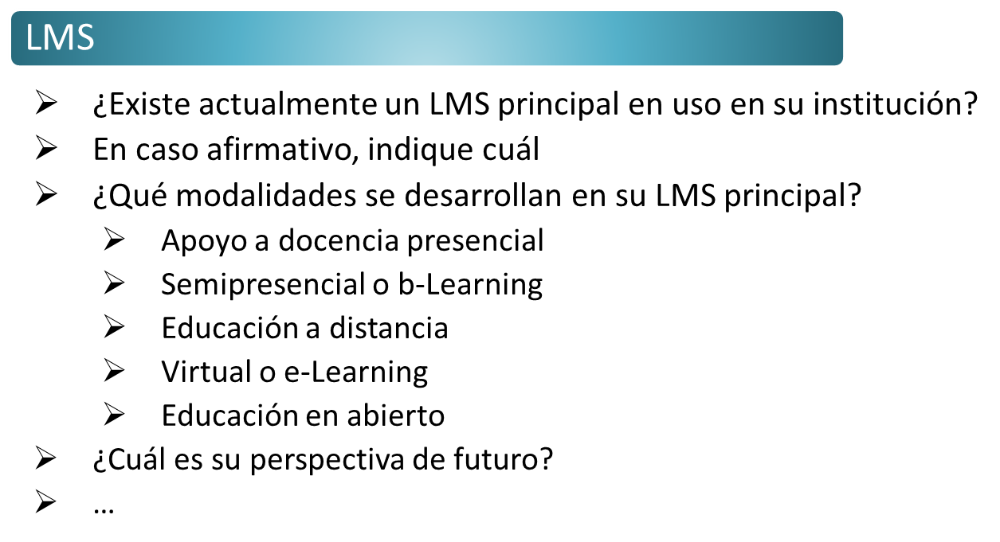 LMS
¿Existe actualmente un LMS principal en uso en su institución?
En caso afirmativo, indique cuál
¿Qué modalidades se desarrollan en su LMS principal?
Apoyo a docencia presencial
Semipresencial o b-Learning
Educación a distancia
Virtual o e-Learning
Educación en abierto
¿Cuál es su perspectiva de futuro?
...